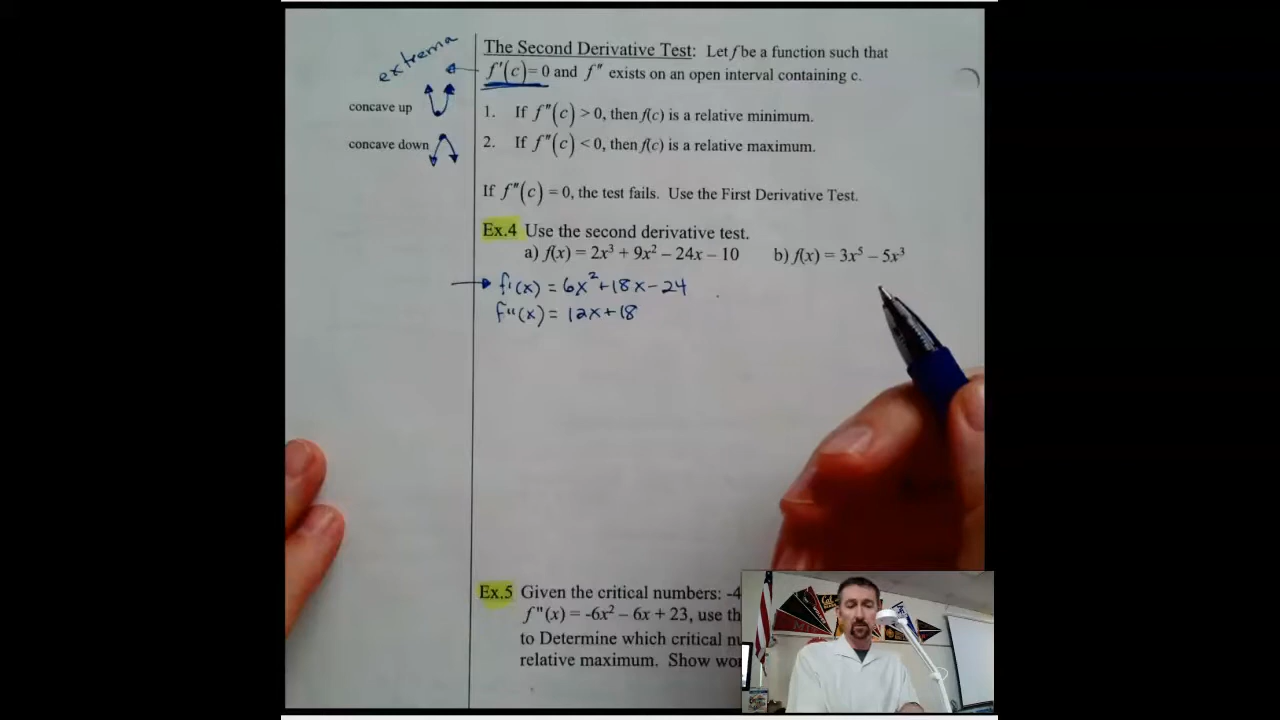 extrema
The Second Derivative Test: Let f be a function such that
f'(c) = 0 and f" exists on an open interval containing c.
concave up
1. If f"(c) > 0, then f(c) is a relative minimum.
concave down
2. If f"(c) < 0, then f(c) is a relative maximum.
If f"(c) = 0, the test fails. Use the First Derivative Test.
Ex.4 Use the second derivative test.
a) f(x) = 2x³ + 9x² – 24x – 10 b) f(x) = 3x⁵ – 5x³
f'(x) = 6x²+18x-24
f"(x) = 12x+18
Ex.5 Given the critical numbers: -4
f "(x) = -6x² – 6x + 23, use
to Determine which critical
relative maximum. Show